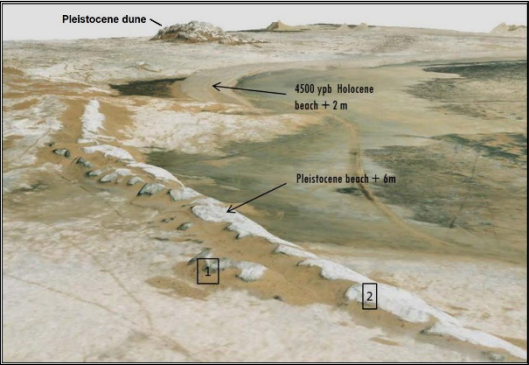 Pleistocene dune
4500 ypb Holocene
beach + 2 m
Pleistocene beach + 6m
1
2